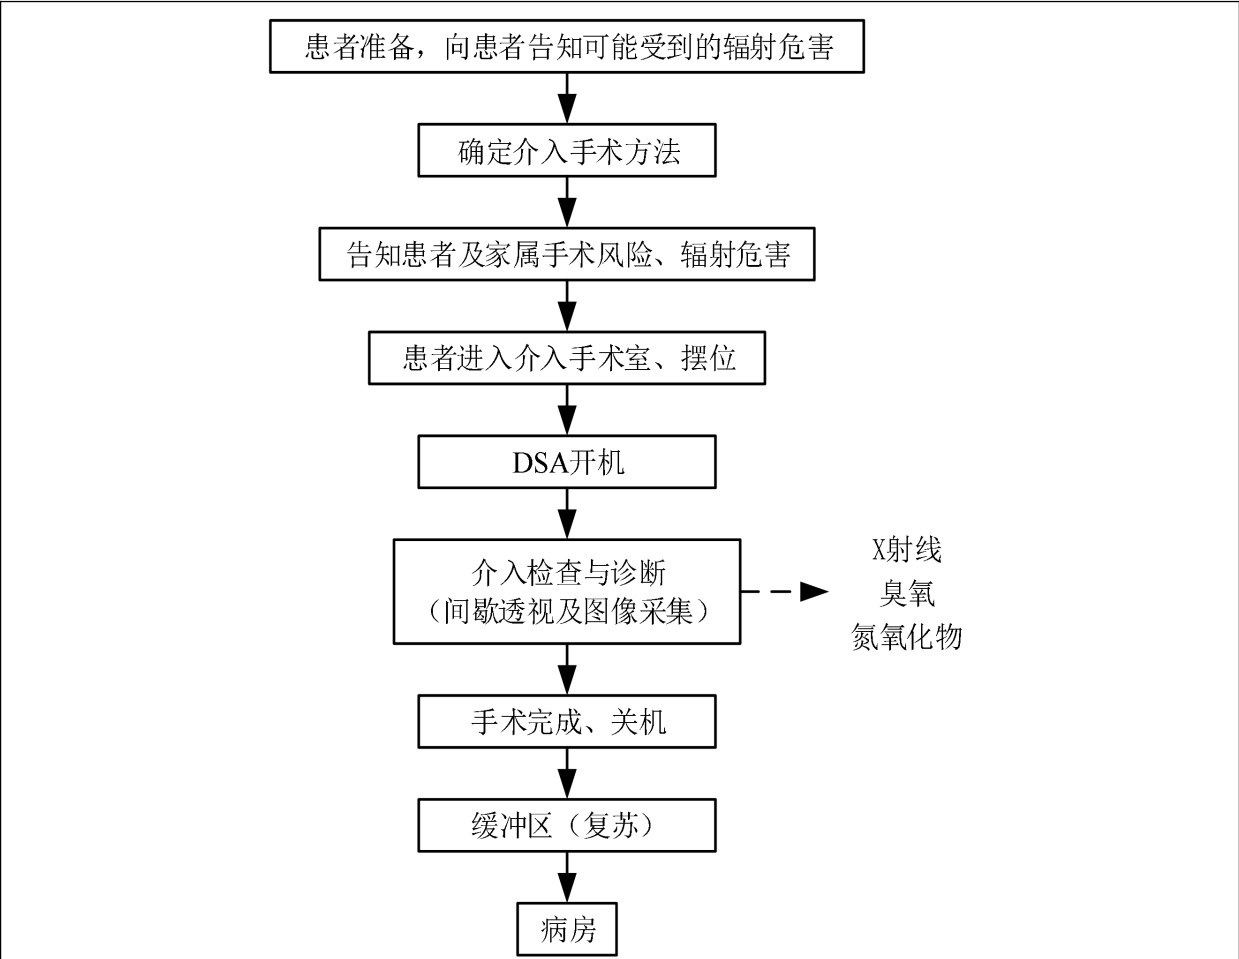 患者准备，向患者告知可能受到的辐射危害
确定介入手术方法
告知患者及家属手术风险、辐射危害
患者进入介入手术室、摆位
DSA开机
介入检查与诊断
（间歇透视及图像采集）
X射线
臭氧
氮氧化物
手术完成、关机
缓冲区（复苏）
病房